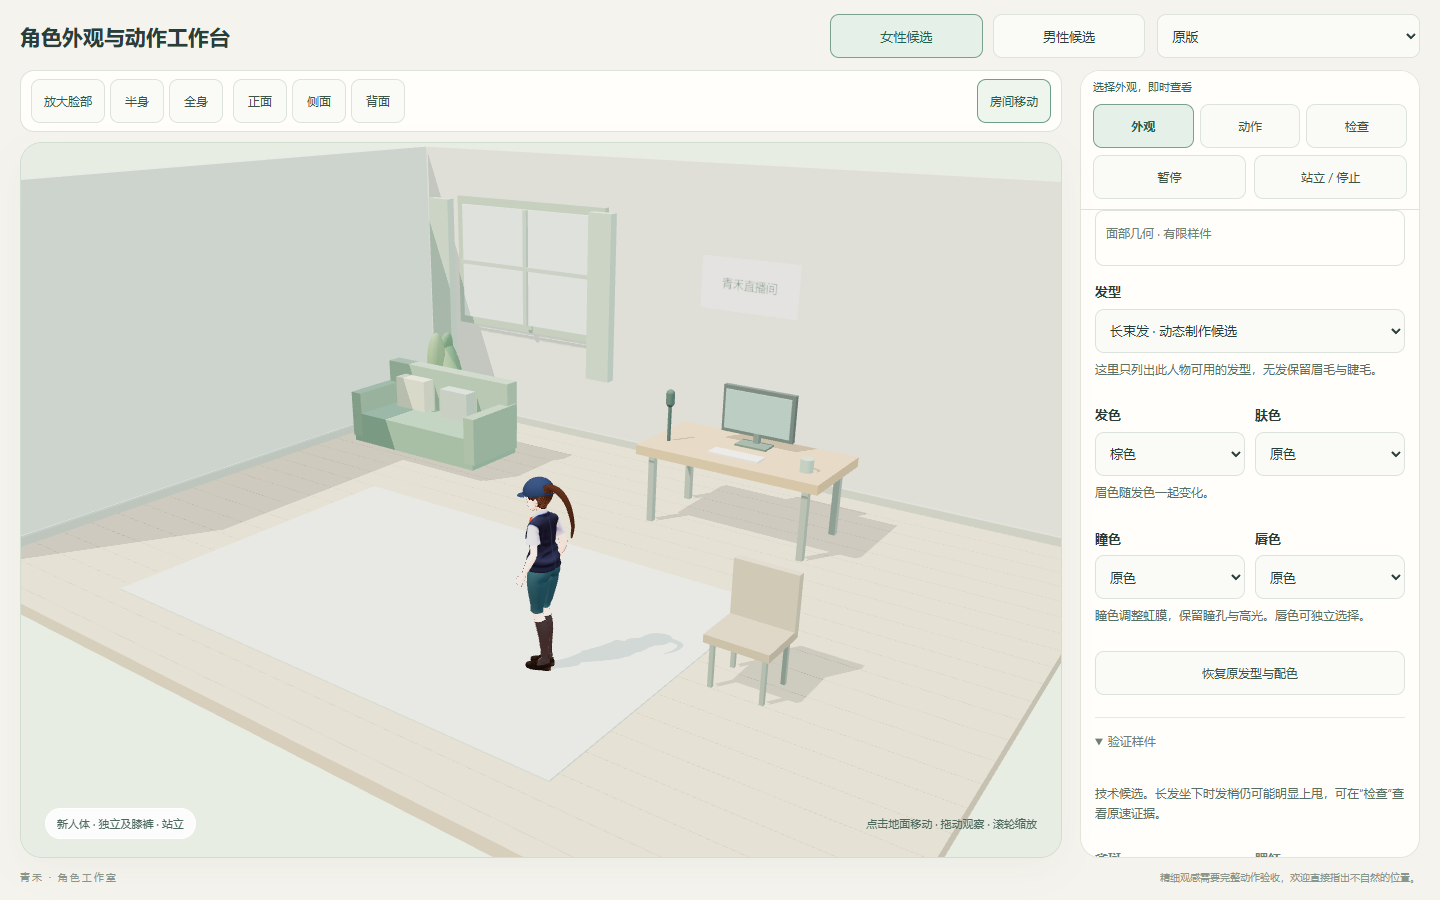 角色外观与动作工作台
女性候选
男性候选
原版
放大脸部
半身
全身
正面
侧面
背面
房间移动
选择外观，即时查看
外观
动作
检查
暂停
站立 / 停止
面部几何 · 有限样件
发型
长束发 · 动态制作候选
这里只列出此人物可用的发型，无发保留眉毛与睫毛。
发色
肤色
棕色
原色
眉色随发色一起变化。
瞳色
唇色
原色
原色
瞳色调整虹膜，保留瞳孔与高光。唇色可独立选择。
恢复原发型与配色
▼ 验证样件
技术候选。长发坐下时发梢仍可能明显上甩，可在“检查”查
看原速证据。
青禾直播间
新人体 · 独立及膝裤 · 站立
点击地面移动 · 拖动观察 · 滚轮缩放
青禾 · 角色工作室
精细观感需要完整动作验收，欢迎直接指出不自然的位置。